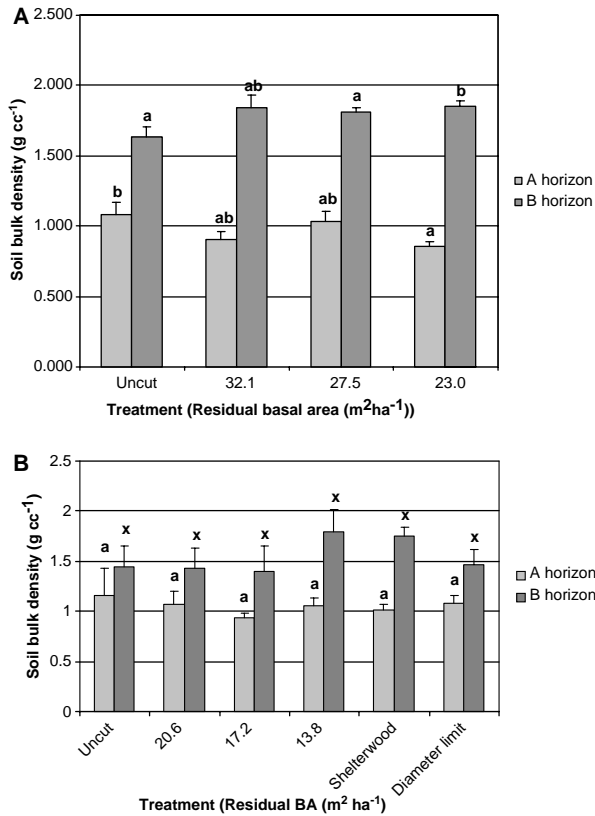 A
2.500
2.000
1.500
1.000
0.500
0.000
Soil bulk density (g cc⁻¹)
b a ab ab ab a a b
Uncut 32.1 27.5 23.0
Treatment (Residual basal area (m²ha⁻¹))
A horizon
B horizon
B
2.5
2
1.5
1
0.5
0
Soil bulk density (g cc⁻¹)
a x a x a x a x a x a x
Uncut 20.6 17.2 13.8 Shelterwood Diameter limit
Treatment (Residual BA (m² ha⁻¹)
A horizon
B horizon